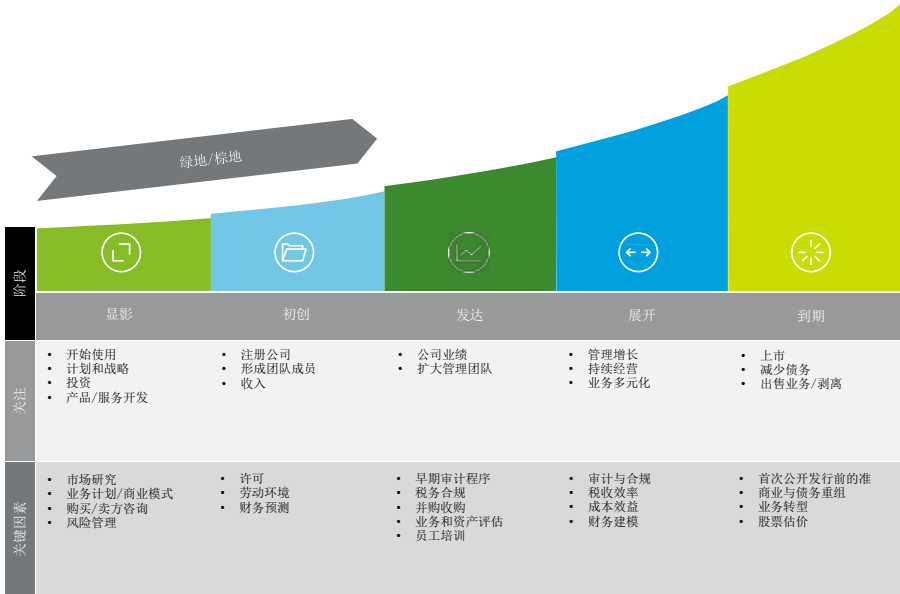 绿地/棕地
阶段
显影
初创
发达
展开
到期
关注
• 开始使用
• 计划和战略
• 投资
• 产品/服务开发
• 注册公司
• 形成团队成员
• 收入
• 公司业绩
• 扩大管理团队
• 管理增长
• 持续经营
• 业务多元化
• 上市
• 减少债务
• 出售业务/剥离
关键因素
• 市场研究
• 业务计划/商业模式
• 购买/卖方咨询
• 风险管理
• 许可
• 劳动环境
• 财务预测
• 早期审计程序
• 税务合规
• 并购收购
• 业务和资产评估
• 员工培训
• 审计与合规
• 税收效率
• 成本效益
• 财务建模
• 首次公开发行前的准
• 商业与债务重组
• 业务转型
• 股票估价